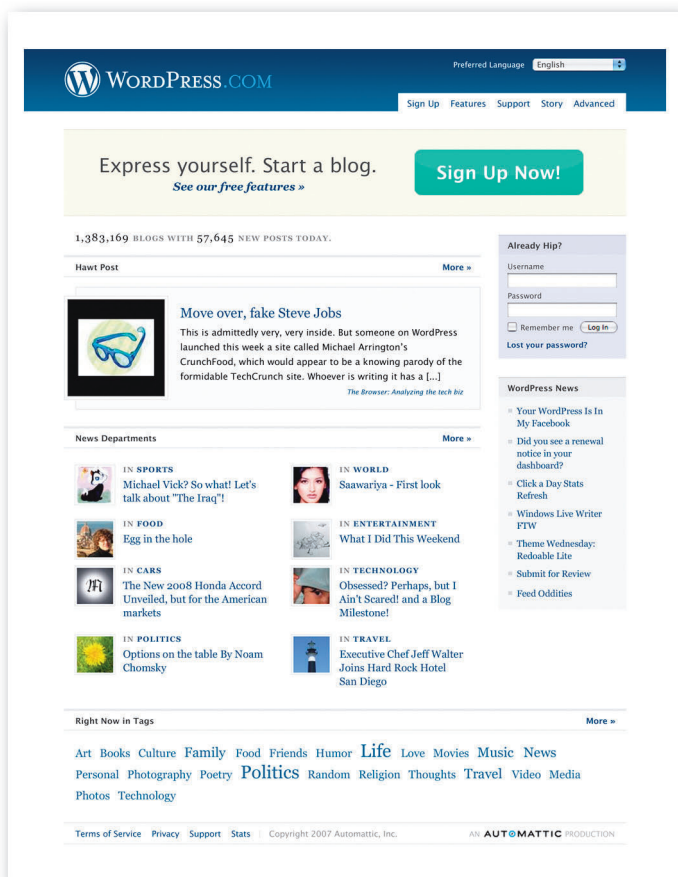 Preferred Language English
WORDPRESS.COM
Sign Up Features Support Story Advanced
Express yourself. Start a blog.
See our free features »
Sign Up Now!
1,383,169 BLOGS WITH 57,645 NEW POSTS TODAY.
Hawt Post More »
Move over, fake Steve Jobs
This is admittedly very, very inside. But someone on WordPress
launched this week a site called Michael Arrington's
CrunchFood, which would appear to be a knowing parody of the
formidable TechCrunch site. Whoever is writing it has a [...]
The Browser: Analyzing the tech biz
News Departments More »
IN SPORTS
Michael Vick? So what! Let's
talk about "The Iraq"!
IN WORLD
Saawariya - First look
IN FOOD
Egg in the hole
IN ENTERTAINMENT
What I Did This Weekend
IN CARS
The New 2008 Honda Accord
Unveiled, but for the American
markets
IN TECHNOLOGY
Obsessed? Perhaps, but I
Ain't Scared! and a Blog
Milestone!
IN POLITICS
Options on the table By Noam
Chomsky
IN TRAVEL
Executive Chef Jeff Walter
Joins Hard Rock Hotel
San Diego
Already Hip?
Username
Password
Remember me Log In
Lost your password?
WordPress News
Your WordPress Is In
My Facebook
Did you see a renewal
notice in your
dashboard?
Click a Day Stats
Refresh
Windows Live Writer
FTW
Theme Wednesday:
Redoable Lite
Submit for Review
Feed Oddities
Right Now in Tags More »
Art Books Culture Family Food Friends Humor Life Love Movies Music News
Personal Photography Poetry Politics Random Religion Thoughts Travel Video Media
Photos Technology
Terms of Service Privacy Support Stats Copyright 2007 Automattic, Inc. AN AUTOMATTIC PRODUCTION